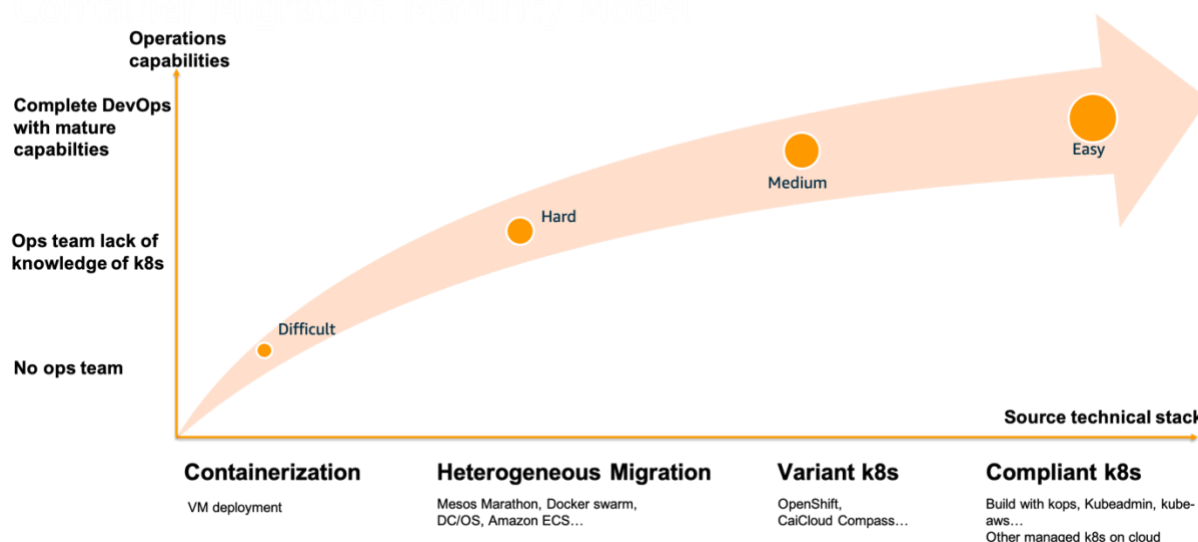 Operations
capabilities
Complete DevOps
with mature
capabilties
Easy
Medium
Hard
Ops team lack of
knowledge of k8s
Difficult
No ops team
Source technical stack
Containerization
VM deployment
Heterogeneous Migration
Mesos Marathon, Docker swarm,
DC/OS, Amazon ECS...
Variant k8s
OpenShift,
CaiCloud Compass...
Compliant k8s
Build with kops, Kubeadmin, kube-
aws...
Other managed k8s on cloud